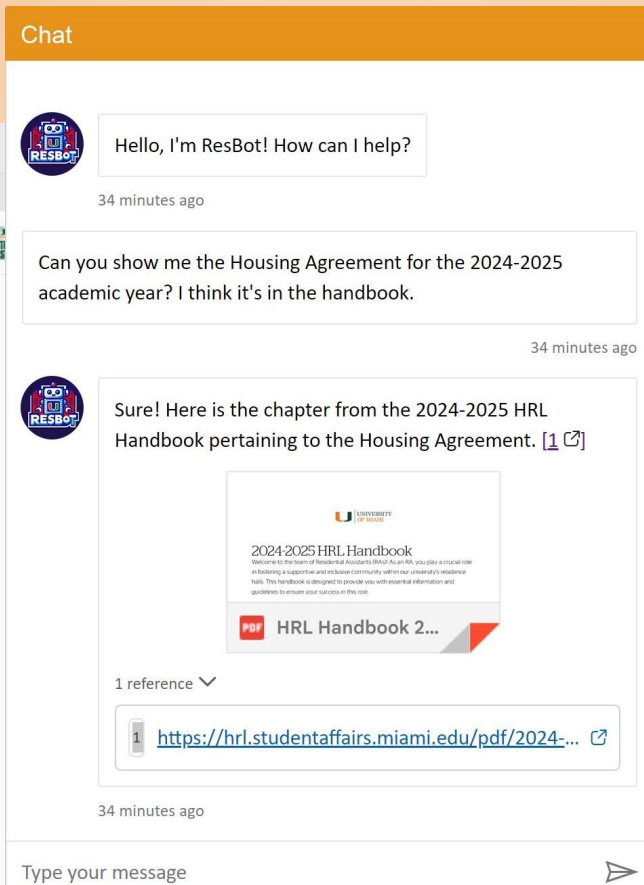 Chat
RESBOT
Hello, I'm ResBot! How can I help?
34 minutes ago
Can you show me the Housing Agreement for the 2024-2025
academic year? I think it's in the handbook.
34 minutes ago
RESBOT
Sure! Here is the chapter from the 2024-2025 HRL
Handbook pertaining to the Housing Agreement. [1]
UNIVERSITY
OF MIAMI
2024-2025 HRL Handbook
Welcome to the team of Residential Assistants (RAs)! As an RA, you play a crucial role
in fostering a supportive and inclusive community within our university's residence
halls. This handbook is designed to provide you with essential information and
guidelines to ensure your success in this role.
PDF HRL Handbook 2...
1 reference
1 https://hrl.studentaffairs.miami.edu/pdf/2024-...
34 minutes ago
Type your message